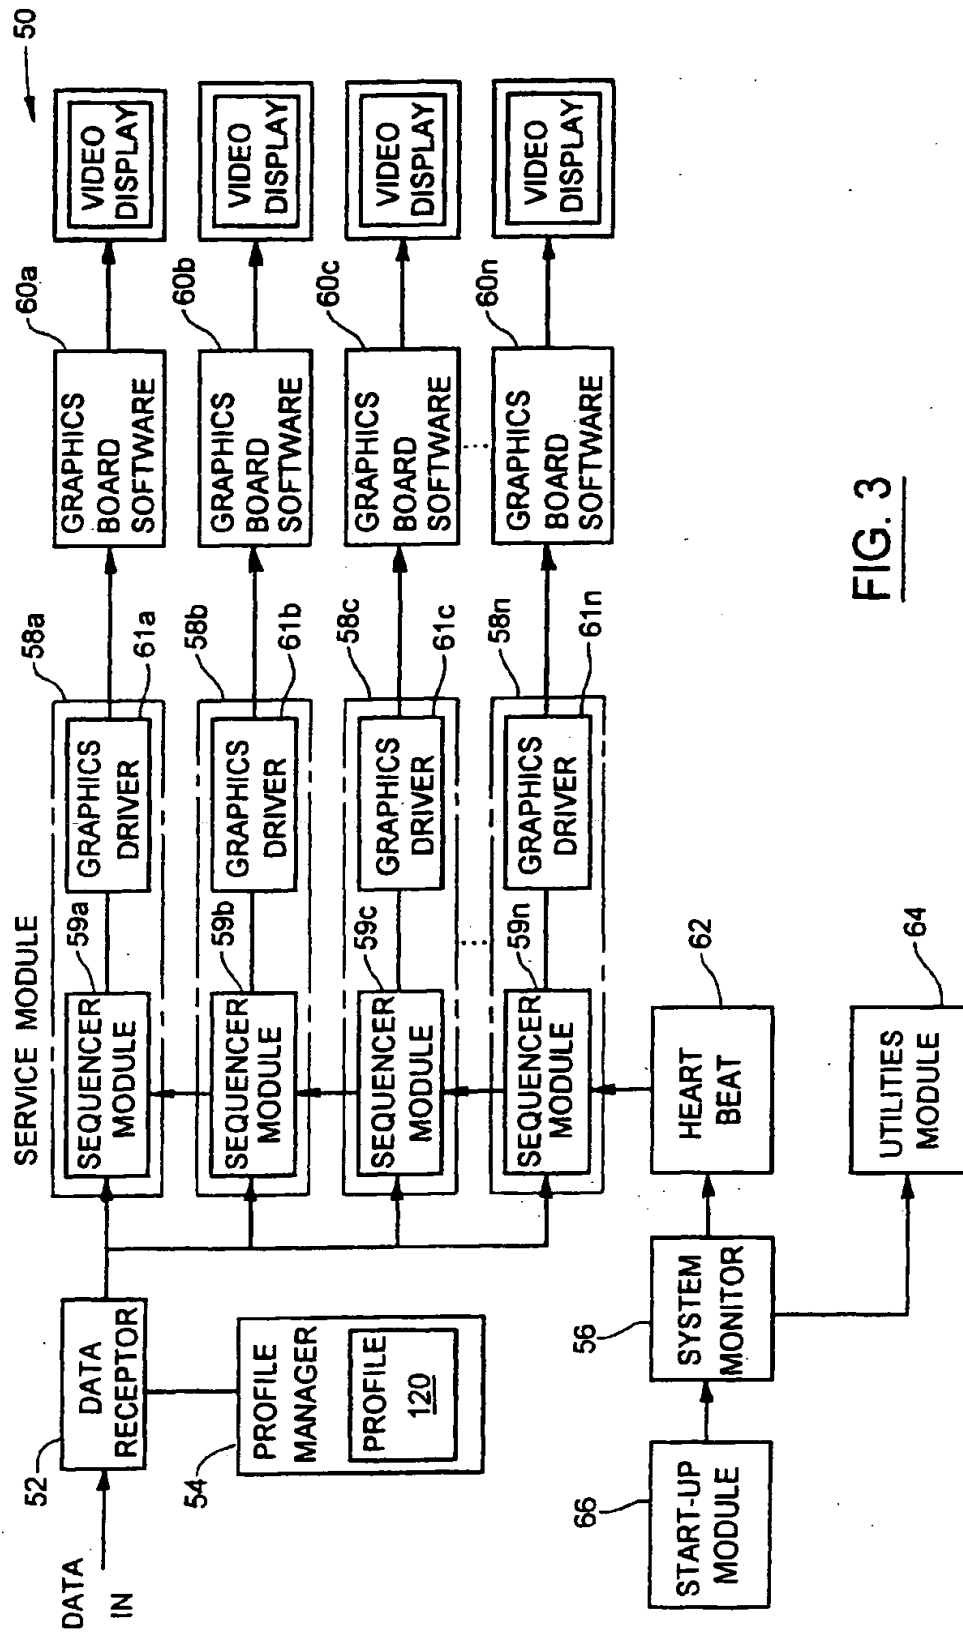 50
DATA
IN
52
DATA
RECEPTOR
54
PROFILE
MANAGER
PROFILE
120
SERVICE MODULE
58a
59a
SEQUENCER
MODULE
61a
GRAPHICS
DRIVER
60a
GRAPHICS
BOARD
SOFTWARE
VIDEO
DISPLAY
58b
59b
SEQUENCER
MODULE
61b
GRAPHICS
DRIVER
60b
GRAPHICS
BOARD
SOFTWARE
VIDEO
DISPLAY
58c
59c
SEQUENCER
MODULE
61c
GRAPHICS
DRIVER
60c
GRAPHICS
BOARD
SOFTWARE
VIDEO
DISPLAY
58n
59n
SEQUENCER
MODULE
61n
GRAPHICS
DRIVER
60n
GRAPHICS
BOARD
SOFTWARE
VIDEO
DISPLAY
66
START-UP
MODULE
56
SYSTEM
MONITOR
62
HEART
BEAT
64
UTILITIES
MODULE
FIG. 3